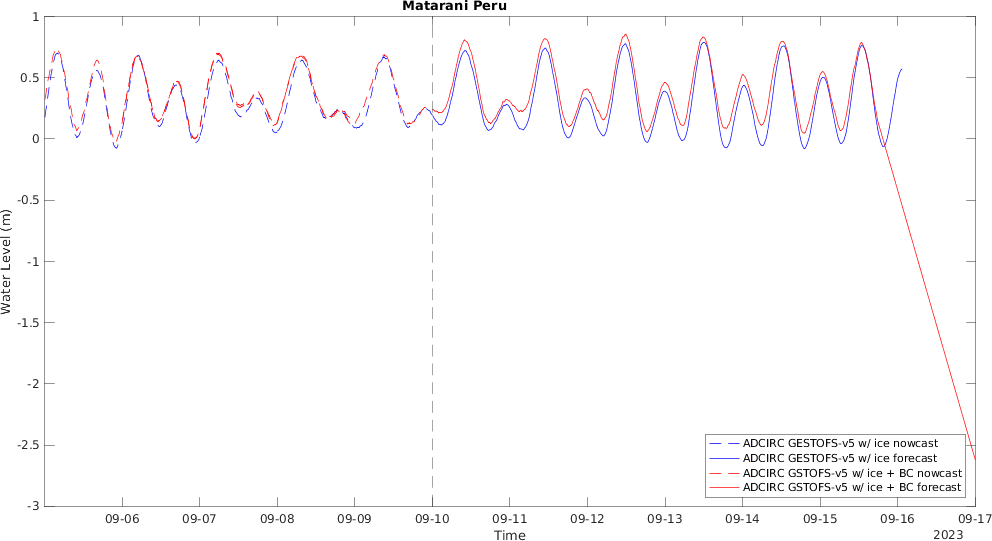 Matarani Peru
1
0.5
0
-0.5
-1
-1.5
-2
-2.5
-3
Water Level (m)
09-06 09-07 09-08 09-09 09-10 09-11 09-12 09-13 09-14 09-15 09-16 09-17
Time
2023
ADCIRC GESTOFS-v5 w/ ice nowcast
ADCIRC GESTOFS-v5 w/ ice forecast
ADCIRC GSTOFS-v5 w/ ice + BC nowcast
ADCIRC GSTOFS-v5 w/ ice + BC forecast